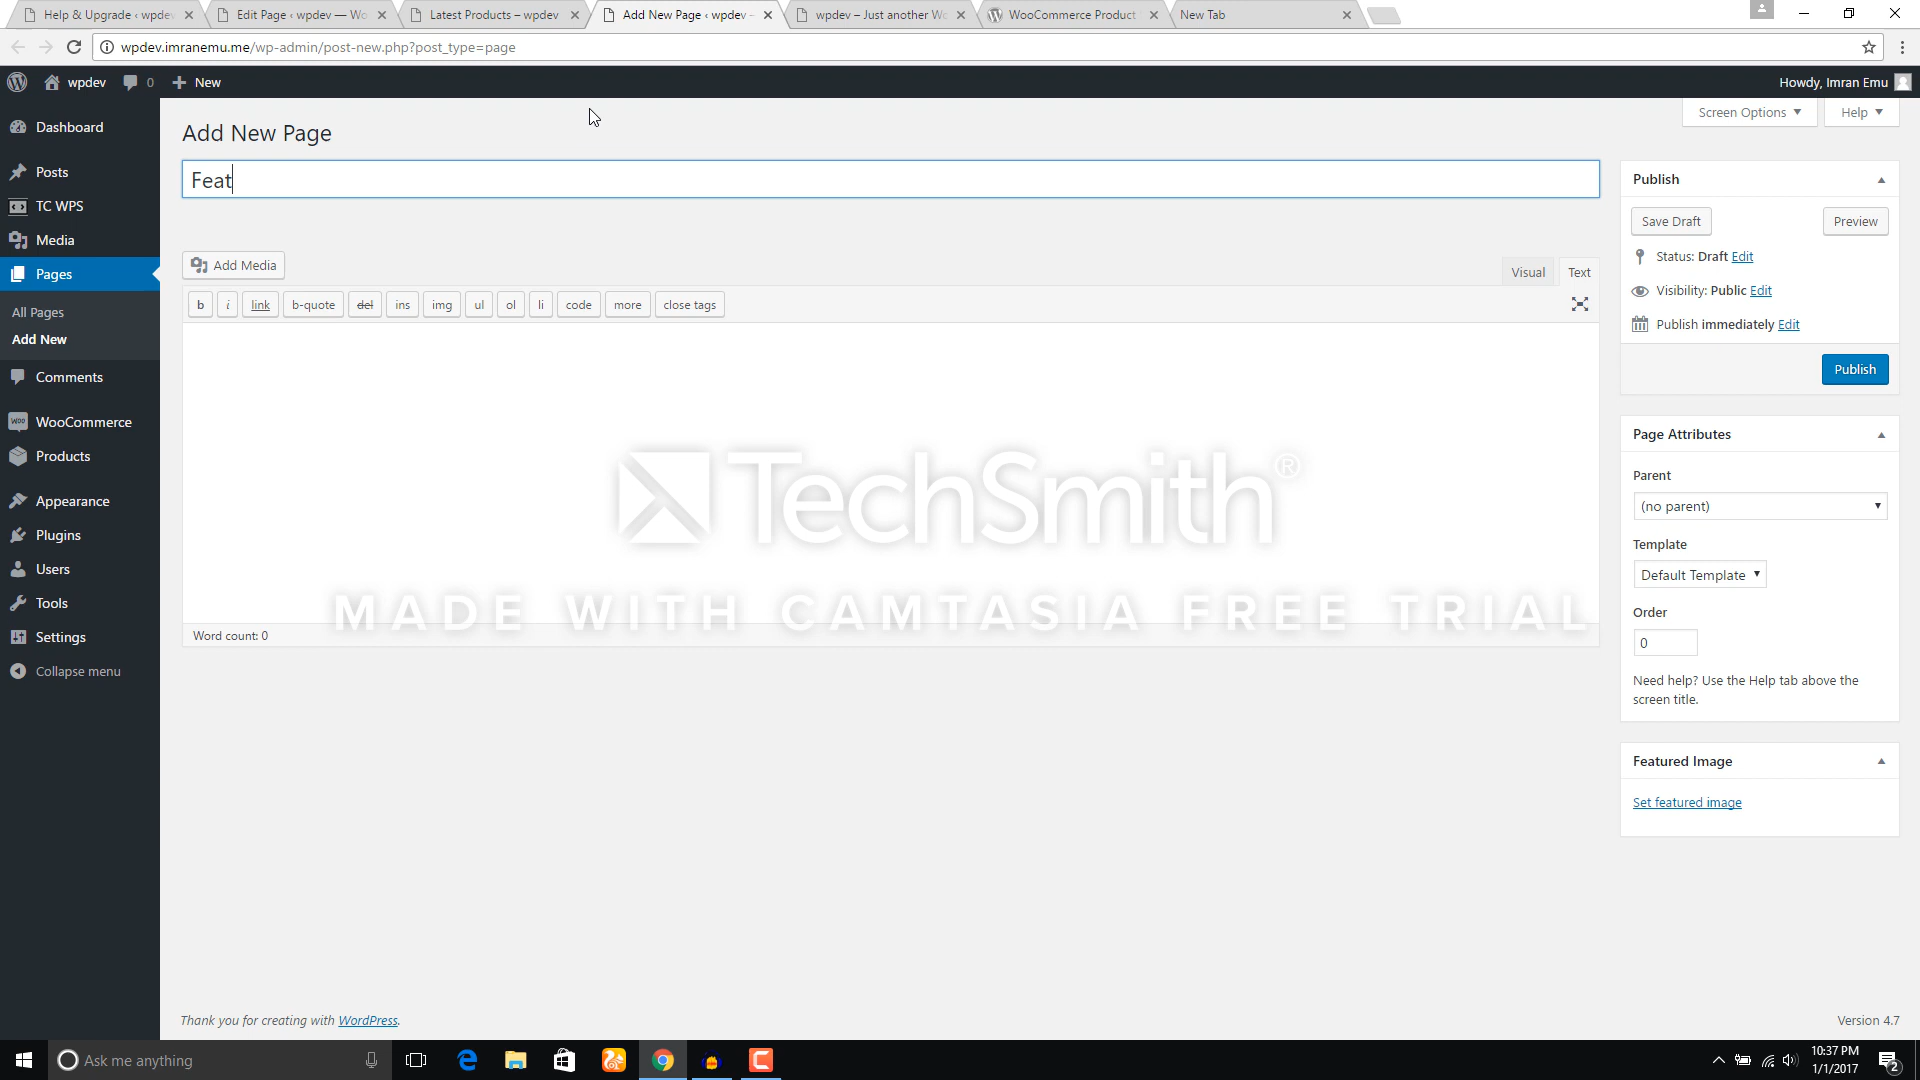 Help & Upgrade ‹ wpdev
Edit Page ‹ wpdev — Wo
Latest Products – wpdev
Add New Page ‹ wpdev –
wpdev – Just another Wo
WooCommerce Product
New Tab
wpdev.imranemu.me/wp-admin/post-new.php?post_type=page
wpdev
0
New
Howdy, Imran Emu
Dashboard
Posts
TC WPS
Media
Pages
All Pages
Add New
Comments
WooCommerce
Products
Appearance
Plugins
Users
Tools
Settings
Collapse menu
Screen Options
Help
Add New Page
Feat
Add Media
Visual
Text
b
i
link
b-quote
del
ins
img
ul
ol
li
code
more
close tags
TechSmith®
MADE WITH CAMTASIA FREE TRIAL
Word count: 0
Publish
Save Draft
Preview
Status: Draft Edit
Visibility: Public Edit
Publish immediately Edit
Publish
Page Attributes
Parent
(no parent)
Template
Default Template
Order
0
Need help? Use the Help tab above the
screen title.
Featured Image
Set featured image
Thank you for creating with WordPress.
Version 4.7
Ask me anything
10:37 PM
1/1/2017
2